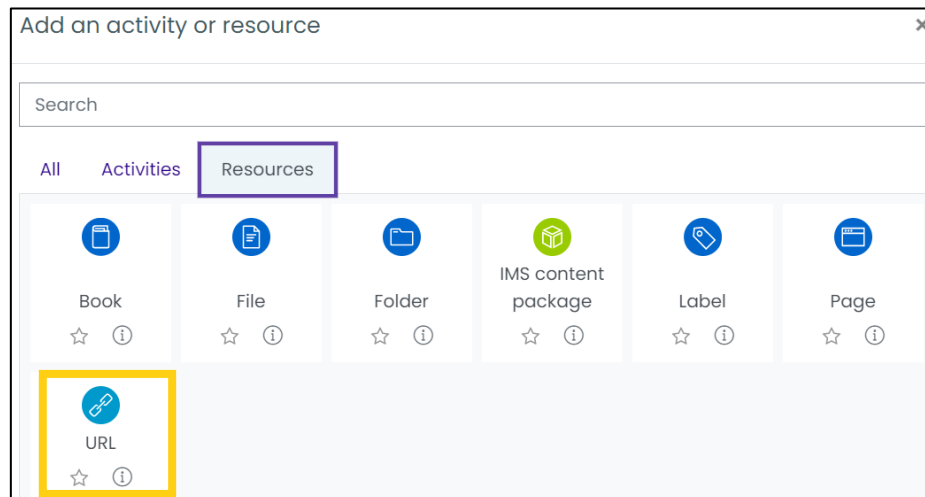 Add an activity or resource
Search
All Activities Resources
Book File Folder IMS content package Label Page
URL